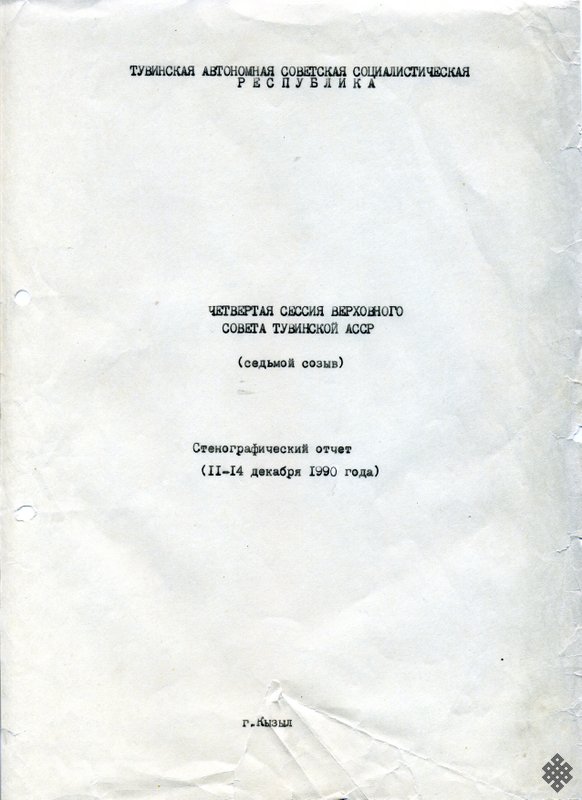 ТУВИНСКАЯ АВТОНОМНАЯ СОВЕТСКАЯ СОЦИАЛИСТИЧЕСКАЯ
Р Е С П У Б Л И К А
ЧЕТВЕРТАЯ СЕССИЯ ВЕРХОВНОГО
СОВЕТА ТУВИНСКОЙ АССР
(седьмой созыв)
Стенографический отчет
(II-I4 декабря I990 года)
г.Кызыл